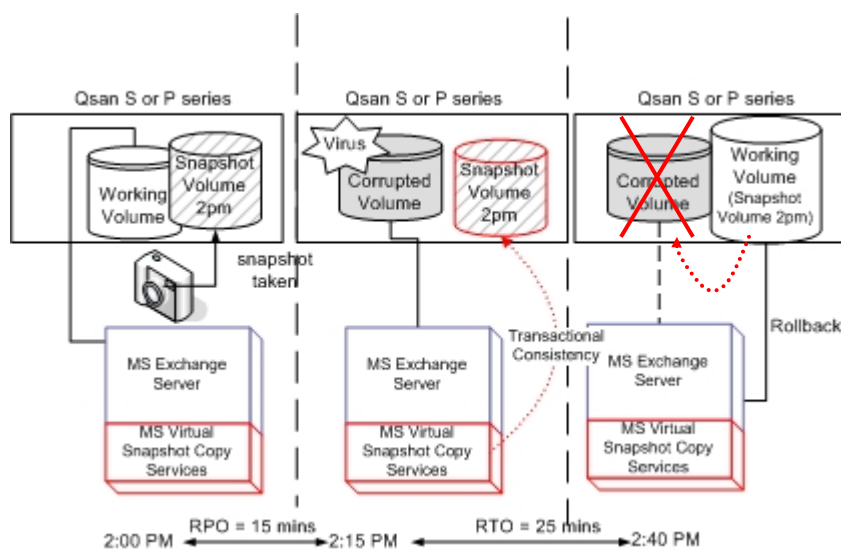 Qsan S or P series
Snapshot
Volume
2pm
Working
Volume
snapshot
taken
MS Exchange
Server
MS Virtual
Snapshot Copy
Services
Qsan S or P series
Virus
Corrupted
Volume
Snapshot
Volume
2pm
Transactional
Consistency
MS Exchange
Server
MS Virtual
Snapshot Copy
Services
Qsan S or P series
Corrupted
Volume
Working
Volume
(Snapshot
Volume 2pm)
Rollback
MS Exchange
Server
MS Virtual
Snapshot Copy
Services
2:00 PM
RPO = 15 mins
2:15 PM
RTO = 25 mins
2:40 PM